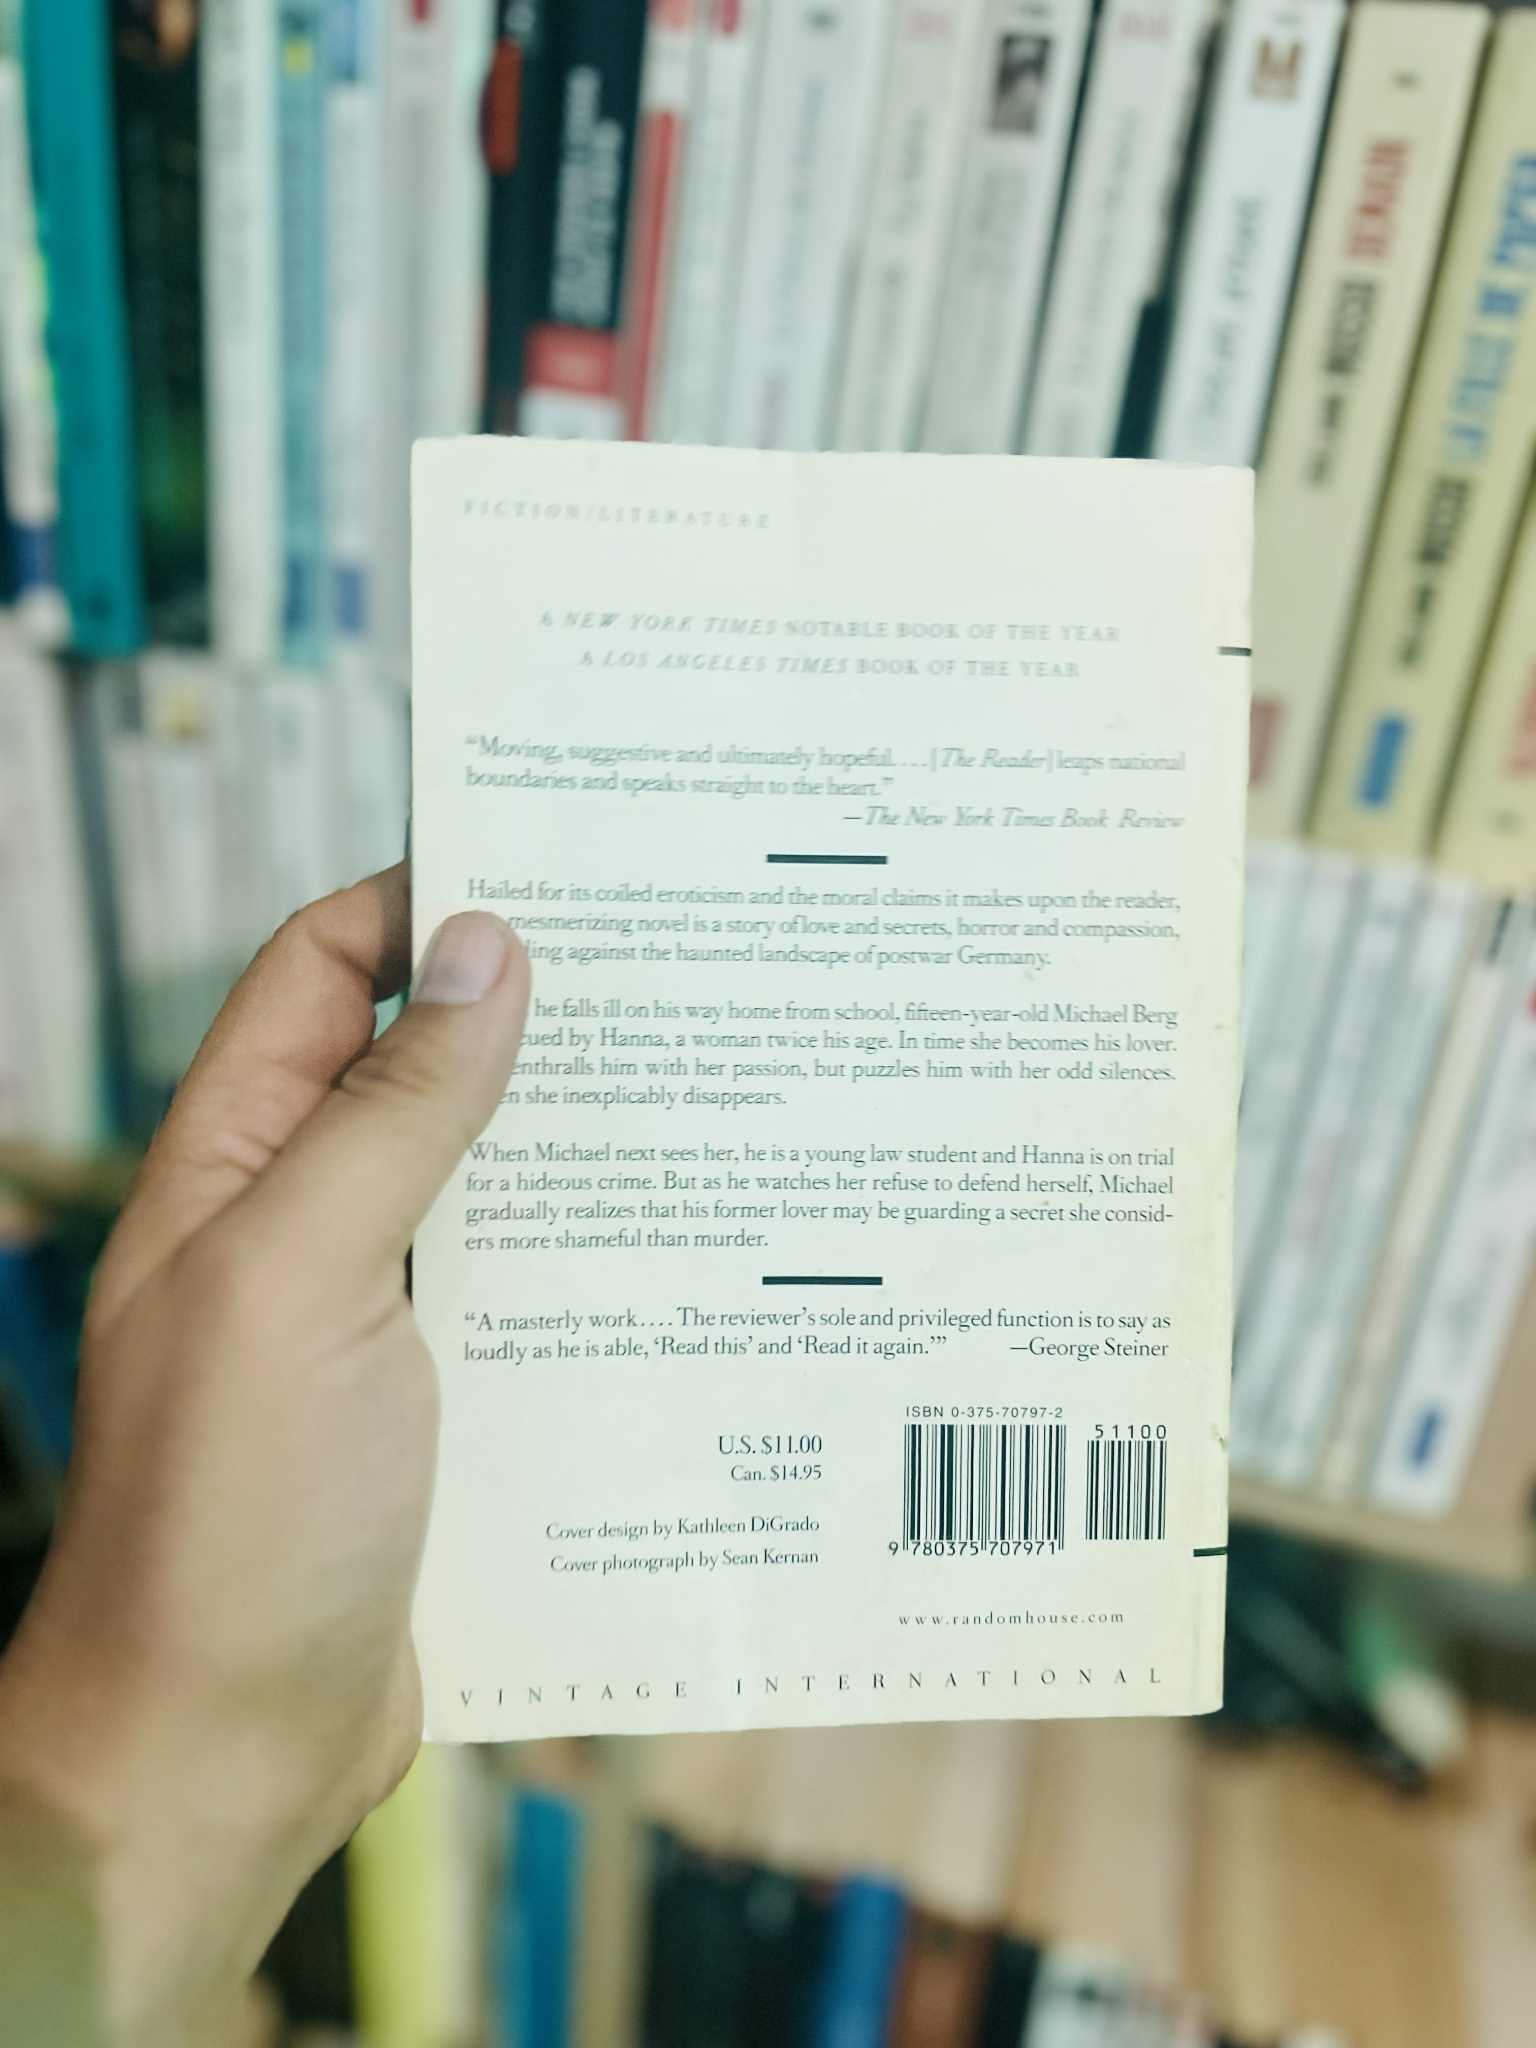 FICTION/LITERATURE
A NEW YORK TIMES NOTABLE BOOK OF THE YEAR
A LOS ANGELES TIMES BOOK OF THE YEAR
“Moving, suggestive and ultimately hopeful. . . . [The Reader] leaps national
boundaries and speaks straight to the heart.”
—The New York Times Book Review
Hailed for its coiled eroticism and the moral claims it makes upon the reader,
mesmerizing novel is a story of love and secrets, horror and compassion,
against the haunted landscape of postwar Germany.
he falls ill on his way home from school, fifteen-year-old Michael Berg
by Hanna, a woman twice his age. In time she becomes his lover.
enthralls him with her passion, but puzzles him with her odd silences.
she inexplicably disappears.
When Michael next sees her, he is a young law student and Hanna is on trial
for a hideous crime. But as he watches her refuse to defend herself, Michael
gradually realizes that his former lover may be guarding a secret she consid-
ers more shameful than murder.
“A masterly work. . . . The reviewer’s sole and privileged function is to say as
loudly as he is able, ‘Read this’ and ‘Read it again.’” —George Steiner
ISBN 0-375-70797-2
51100
U.S. $11.00
Can. $14.95
Cover design by Kathleen DiGrado
Cover photograph by Sean Kernan
9 780375 707971
www.randomhouse.com
VINTAGE INTERNATIONAL